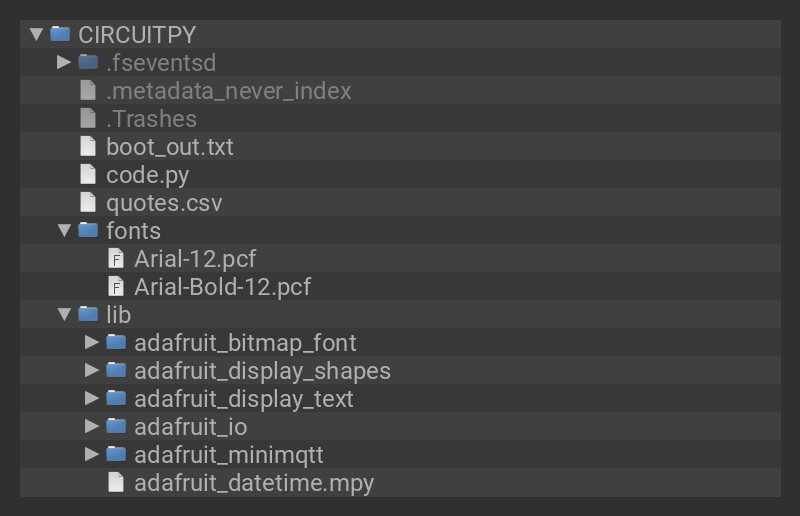 CIRCUITPY
.fseventsd
.metadata_never_index
.Trashes
boot_out.txt
code.py
quotes.csv
fonts
F Arial-12.pcf
F Arial-Bold-12.pcf
lib
adafruit_bitmap_font
adafruit_display_shapes
adafruit_display_text
adafruit_io
adafruit_minimqtt
adafruit_datetime.mpy